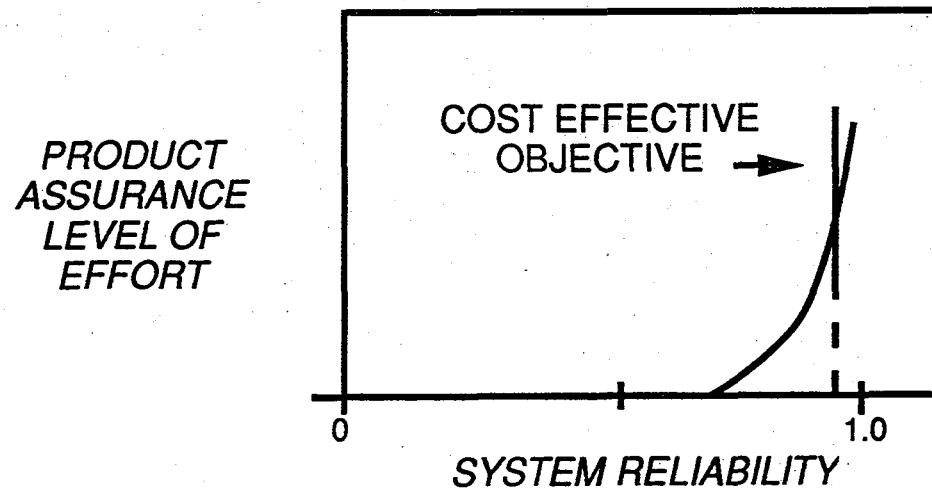 COST EFFECTIVE
OBJECTIVE
PRODUCT
ASSURANCE
LEVEL OF
EFFORT
0
1.0
SYSTEM RELIABILITY